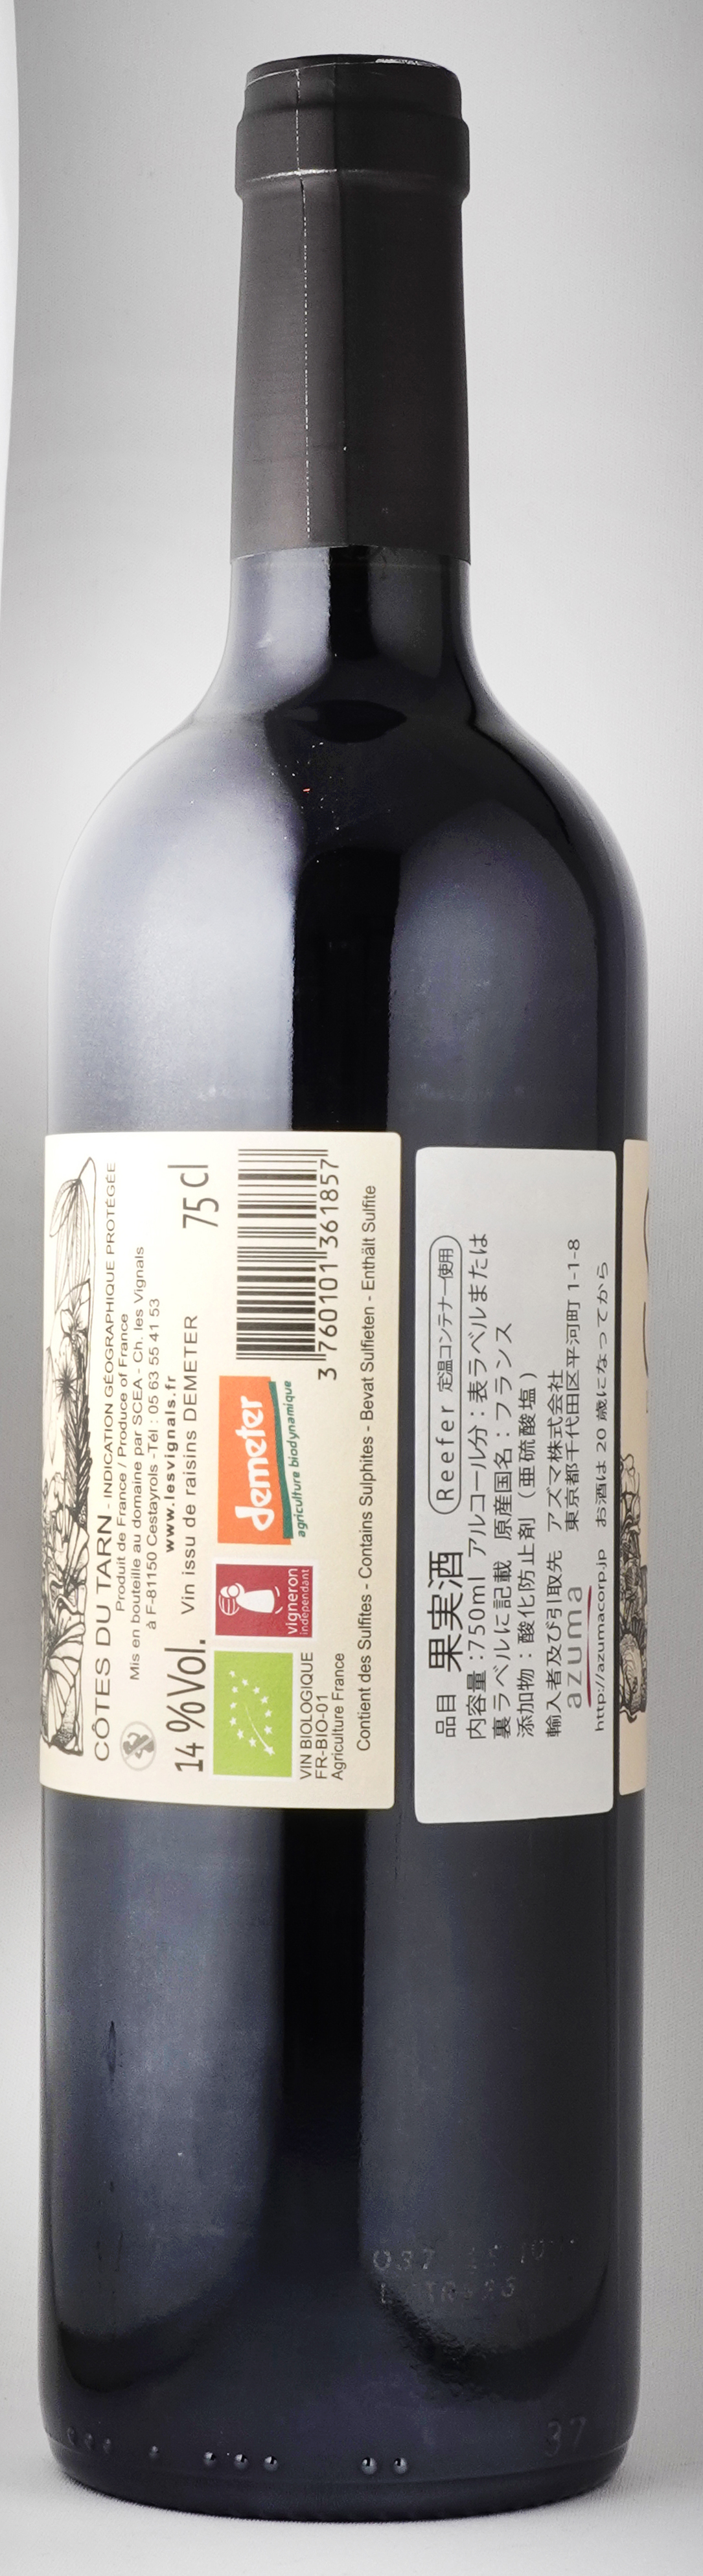 CÔTES DU TARN - INDICATION GÉOGRAPHIQUE PROTÉGÉE
Produit de France / Produce of France
Mis en bouteille au domaine par SCEA - Ch. les Vignals
à F-81150 Cestayrols - Tél : 05 63 55 41 53
www.lesvignals.fr
Vin issu de raisins DEMETER
14 %Vol.
75 cl
VIN BIOLOGIQUE
FR-BIO-01
Agriculture France
vigneron
indépendant
demeter
agriculture biodynamique
3 760101 361857
Contient des Sulfites - Contains Sulphites - Bevat Sulfieten - Enthält Sulfite
品目 果実酒 Reefer 定温コンテナー使用
内容量:750ml アルコール分:表ラベルまたは
裏ラベルに記載 原産国名:フランス
添加物:酸化防止剤(亜硫酸塩)
輸入者及び引取先 アズマ株式会社
東京都千代田区平河町 1-1-8
azuma
http://azumacorp.jp お酒は 20 歳になってから
37